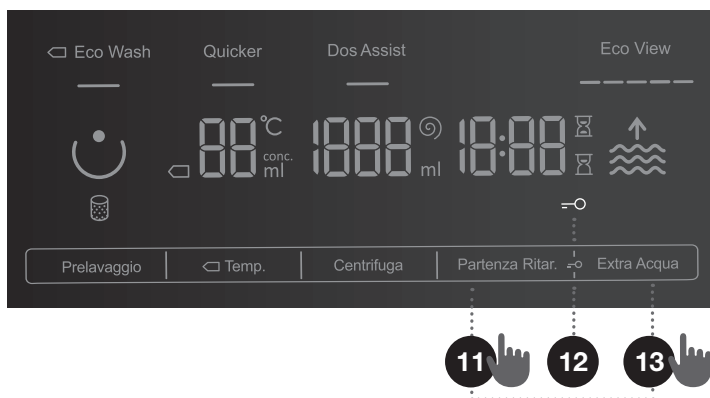 Eco Wash Quicker Dos Assist Eco View
88 °C 1888 18:88
conc.
ml ml
Prelavaggio Temp. Centrifuga Partenza Ritar. Extra Acqua
11 12 13